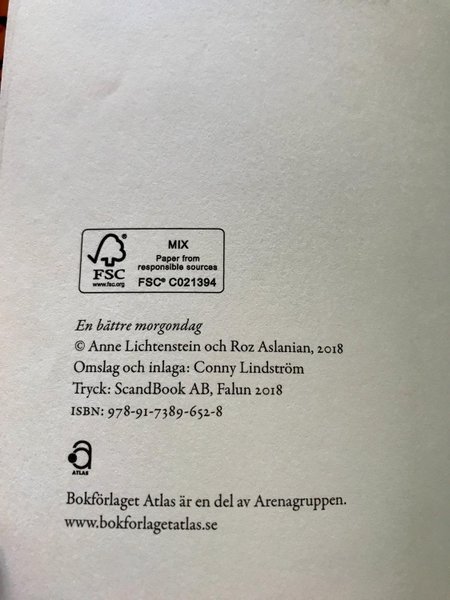 FSC
www.fsc.org
MIX
Paper from
responsible sources
FSC® C021394
En bättre morgondag
© Anne Lichtenstein och Roz Aslanian, 2018
Omslag och inlaga: Conny Lindström
Tryck: ScandBook AB, Falun 2018
ISBN: 978-91-7389-652-8
a
ATLAS
Bokförlaget Atlas är en del av Arenagruppen.
www.bokforlagetatlas.se